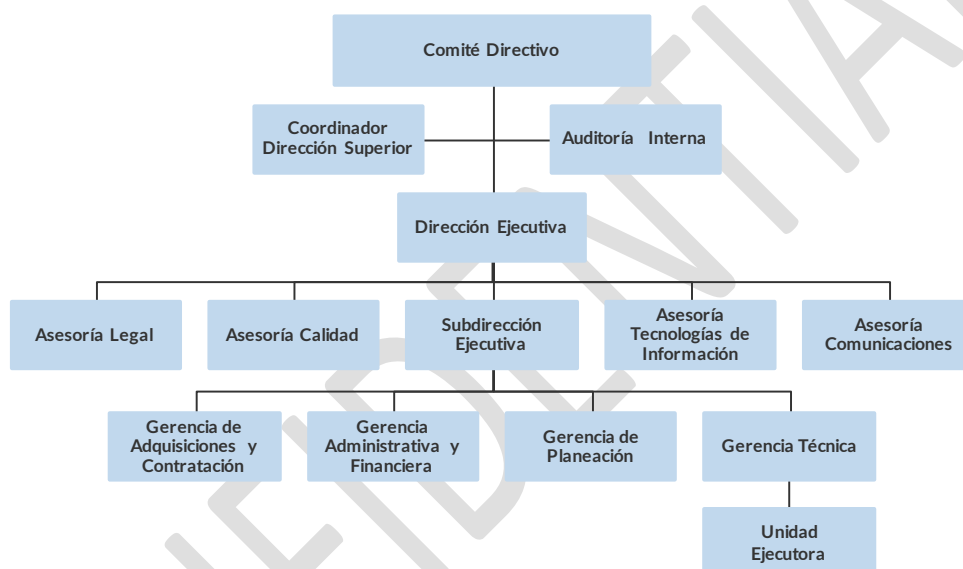 Comité Directivo
Coordinador
Dirección Superior
Auditoría Interna
Dirección Ejecutiva
Asesoría Legal
Asesoría Calidad
Subdirección
Ejecutiva
Asesoría
Tecnologías de
Información
Asesoría
Comunicaciones
Gerencia de
Adquisiciones y
Contratación
Gerencia
Administrativa y
Financiera
Gerencia de
Planeación
Gerencia Técnica
Unidad
Ejecutora
FIDENTIA